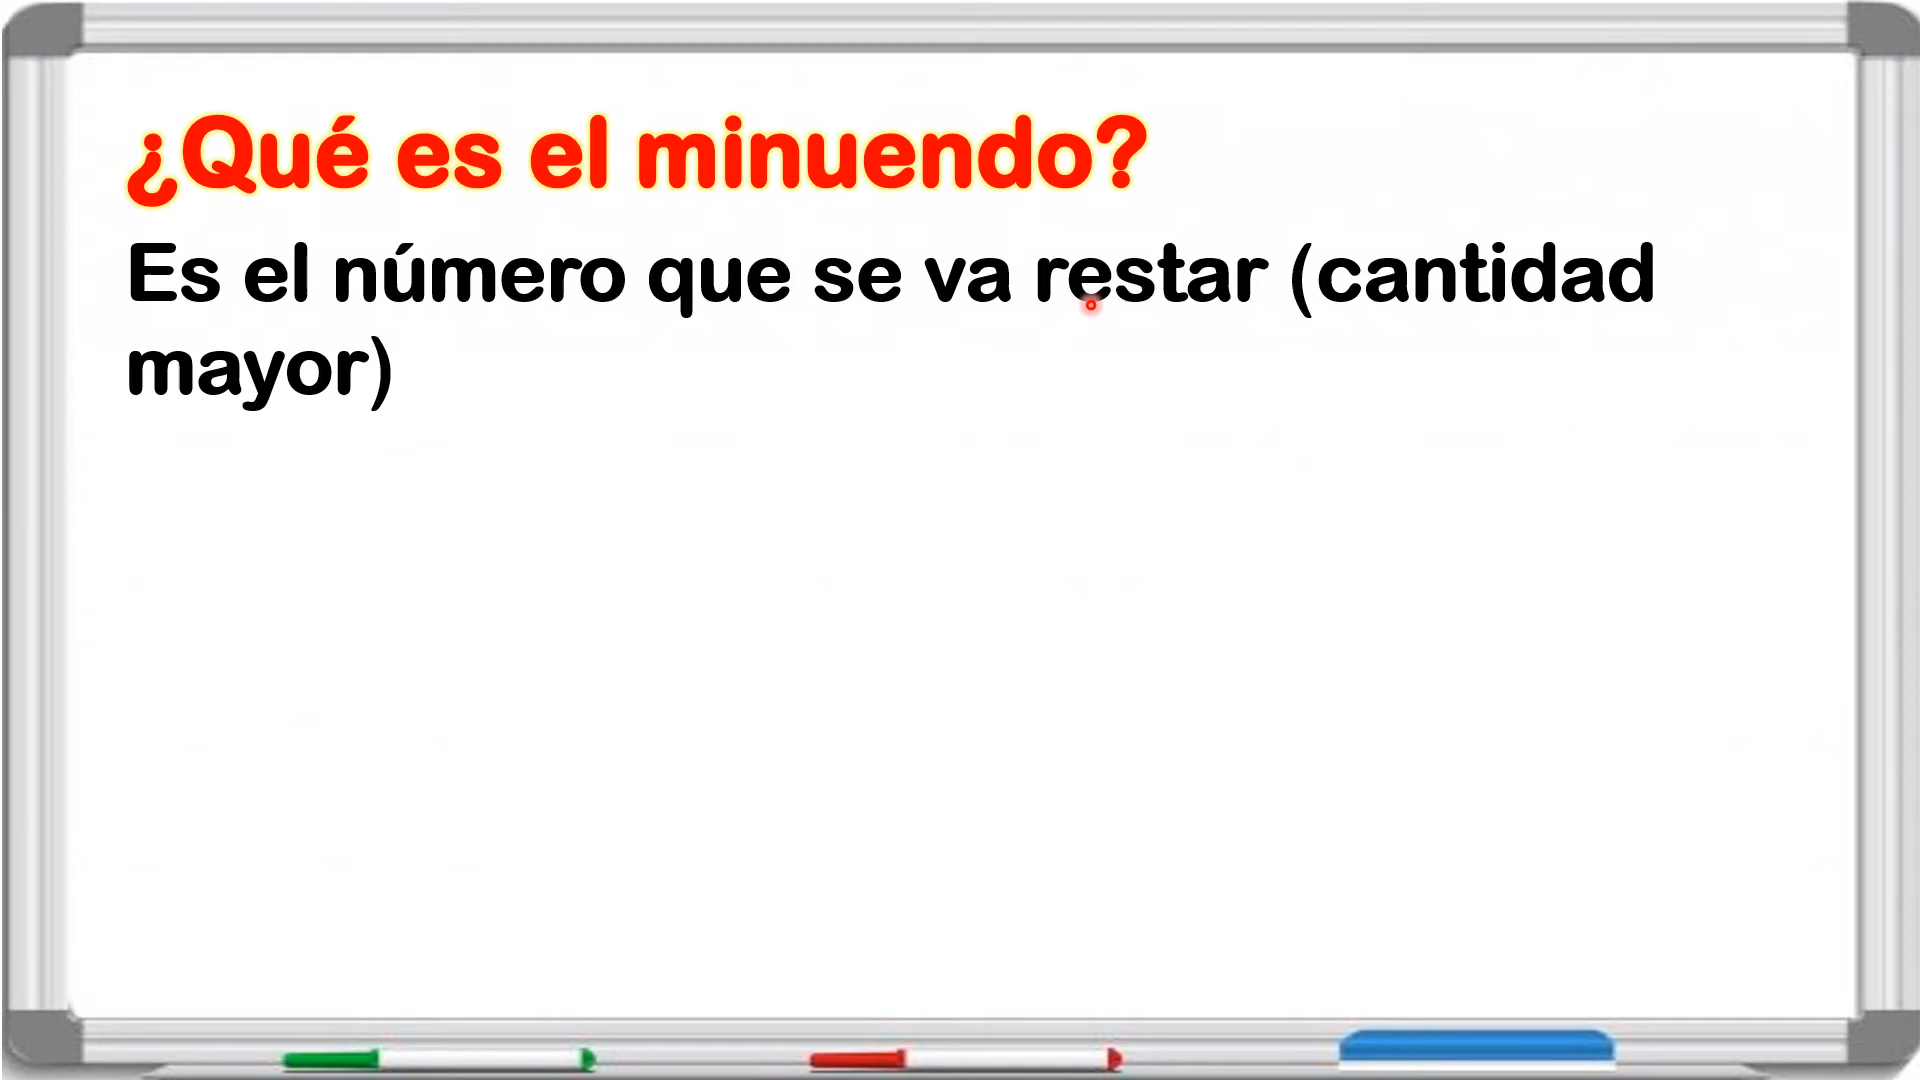 ¿Qué es el minuendo?
Es el número que se va restar (cantidad
mayor)